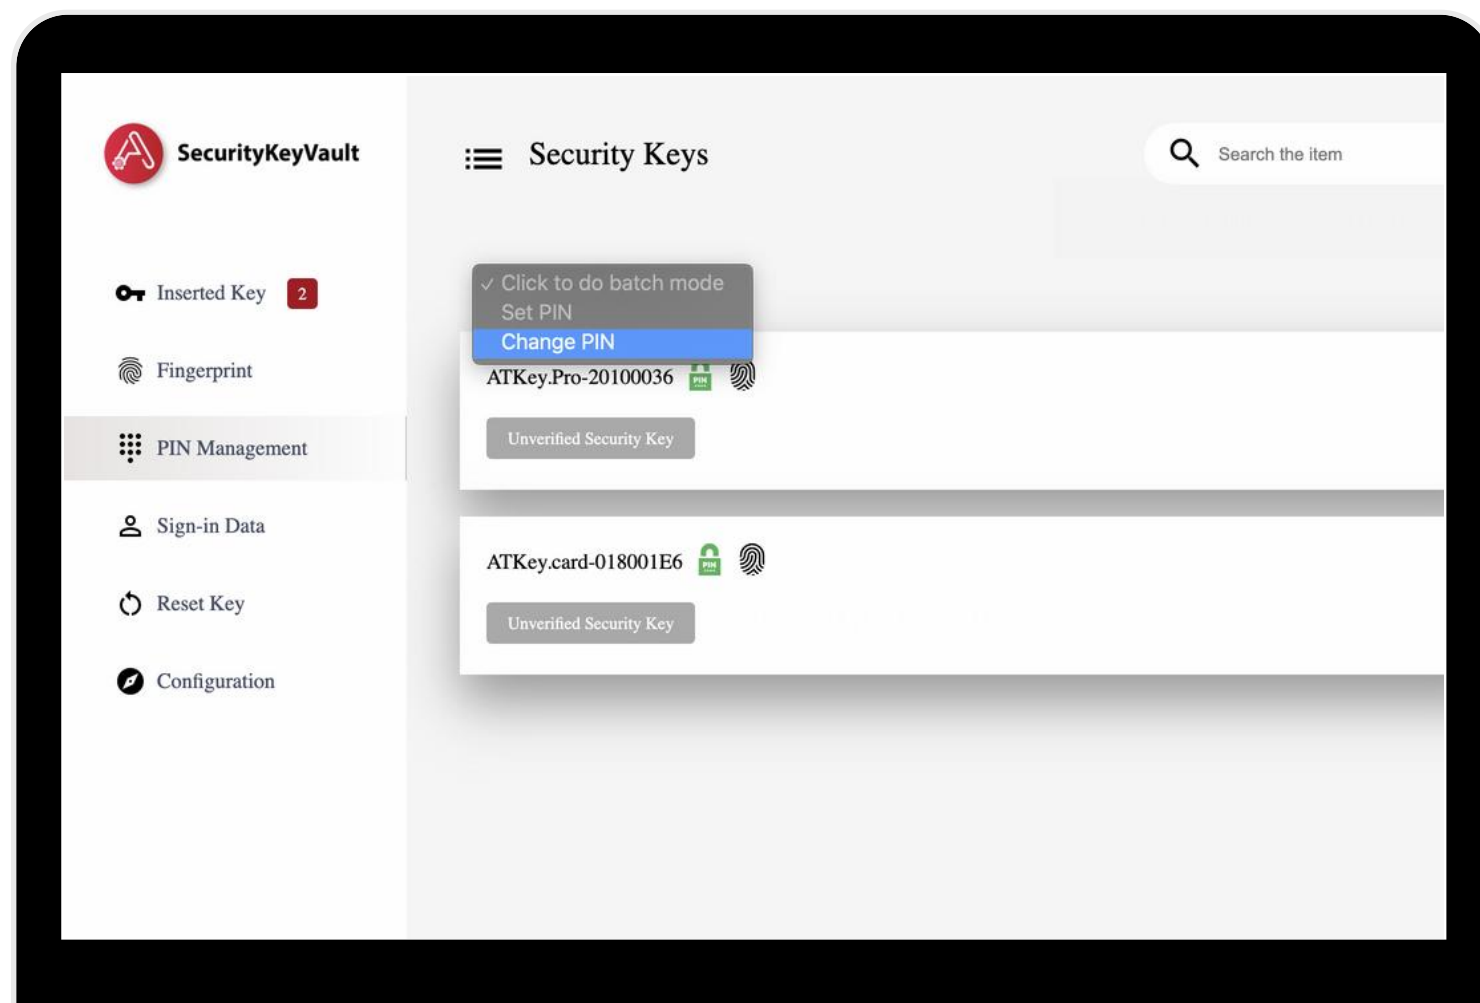 SecurityKeyVault
Security Keys
Search the item
Inserted Key 2
Fingerprint
PIN Management
Sign-in Data
Reset Key
Configuration
✓ Click to do batch mode
Set PIN
Change PIN
ATKey.Pro-20100036 PIN
Unverified Security Key
ATKey.card-018001E6 PIN
Unverified Security Key